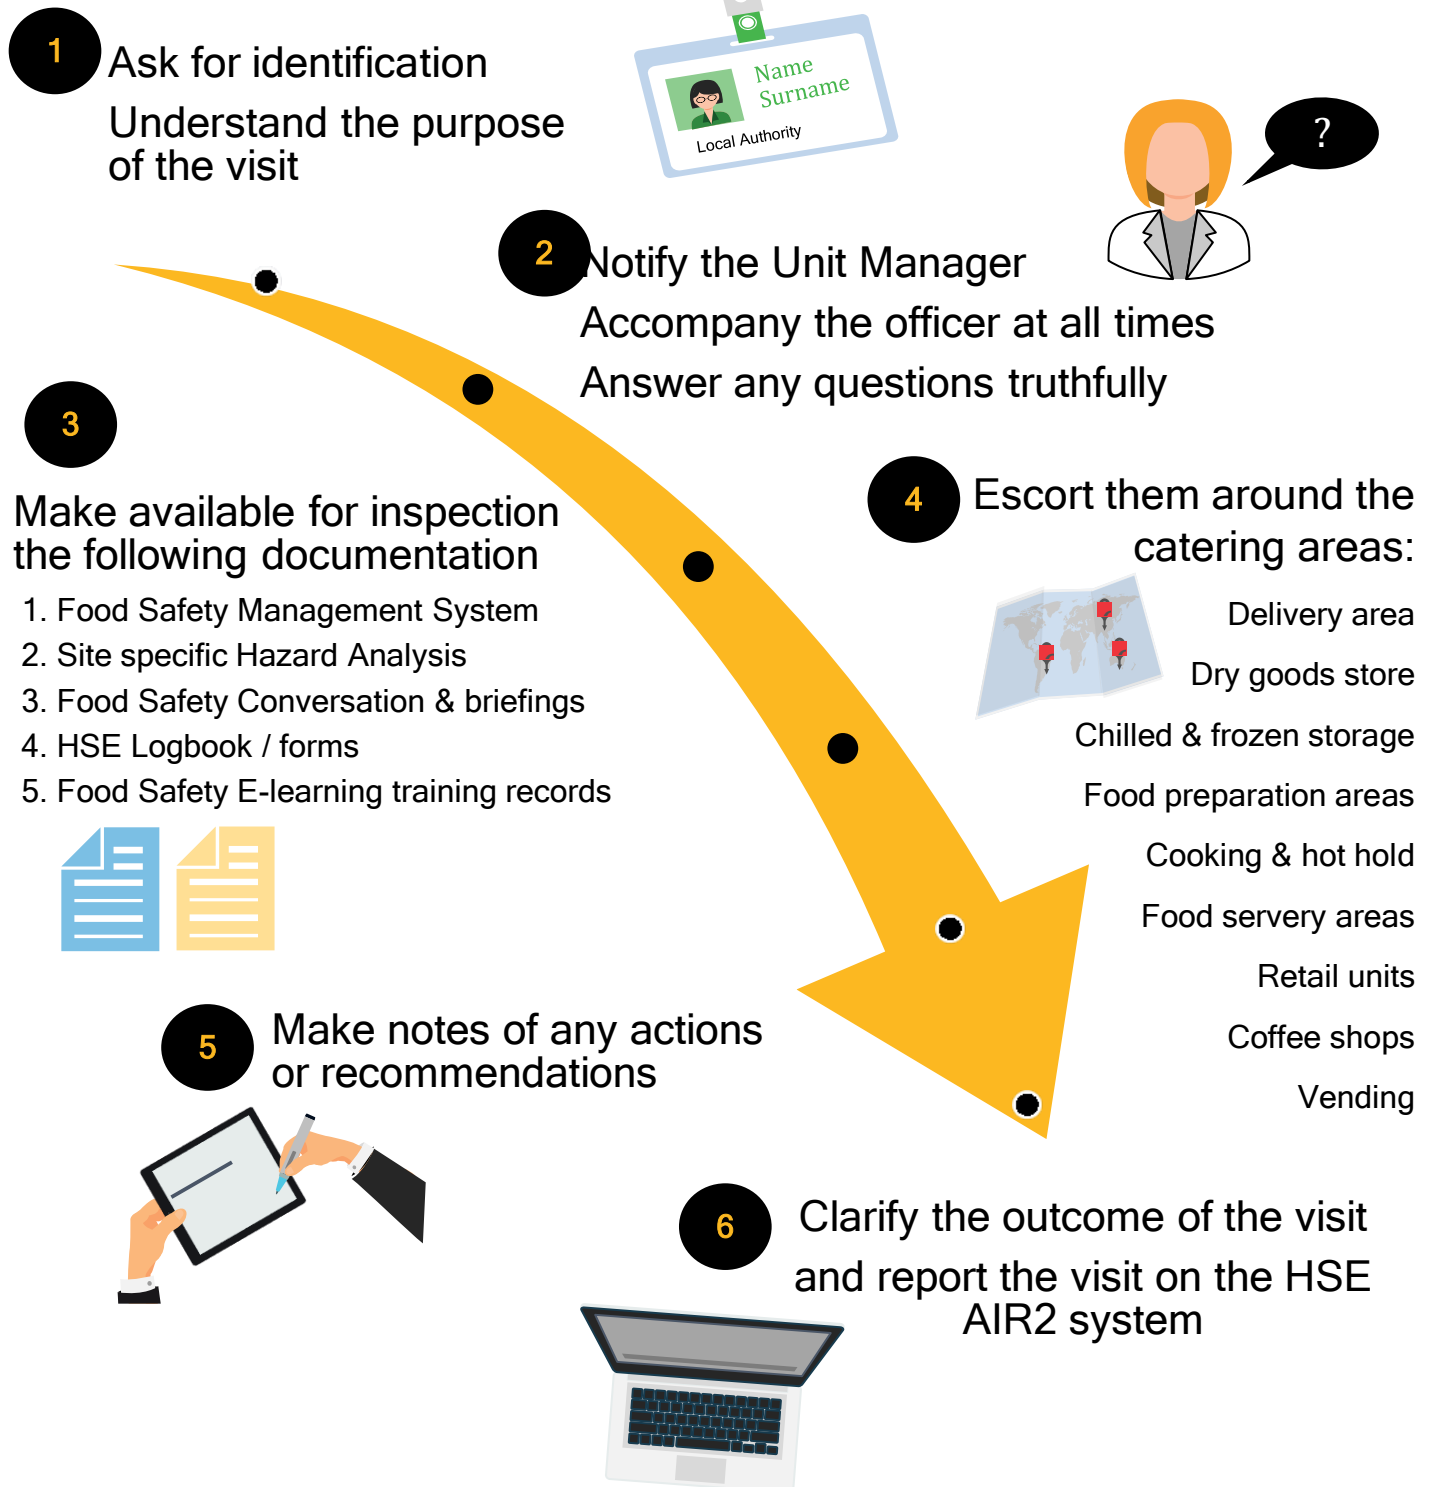 1
Ask for identification
Understand the purpose
of the visit
Name
Surname
Local Authority
?
2
Notify the Unit Manager
Accompany the officer at all times
Answer any questions truthfully
3
Make available for inspection
the following documentation
1. Food Safety Management System
2. Site specific Hazard Analysis
3. Food Safety Conversation & briefings
4. HSE Logbook / forms
5. Food Safety E-learning training records
4
Escort them around the
catering areas:
Delivery area
Dry goods store
Chilled & frozen storage
Food preparation areas
Cooking & hot hold
Food servery areas
Retail units
Coffee shops
Vending
5
Make notes of any actions
or recommendations
6
Clarify the outcome of the visit
and report the visit on the HSE
AIR2 system